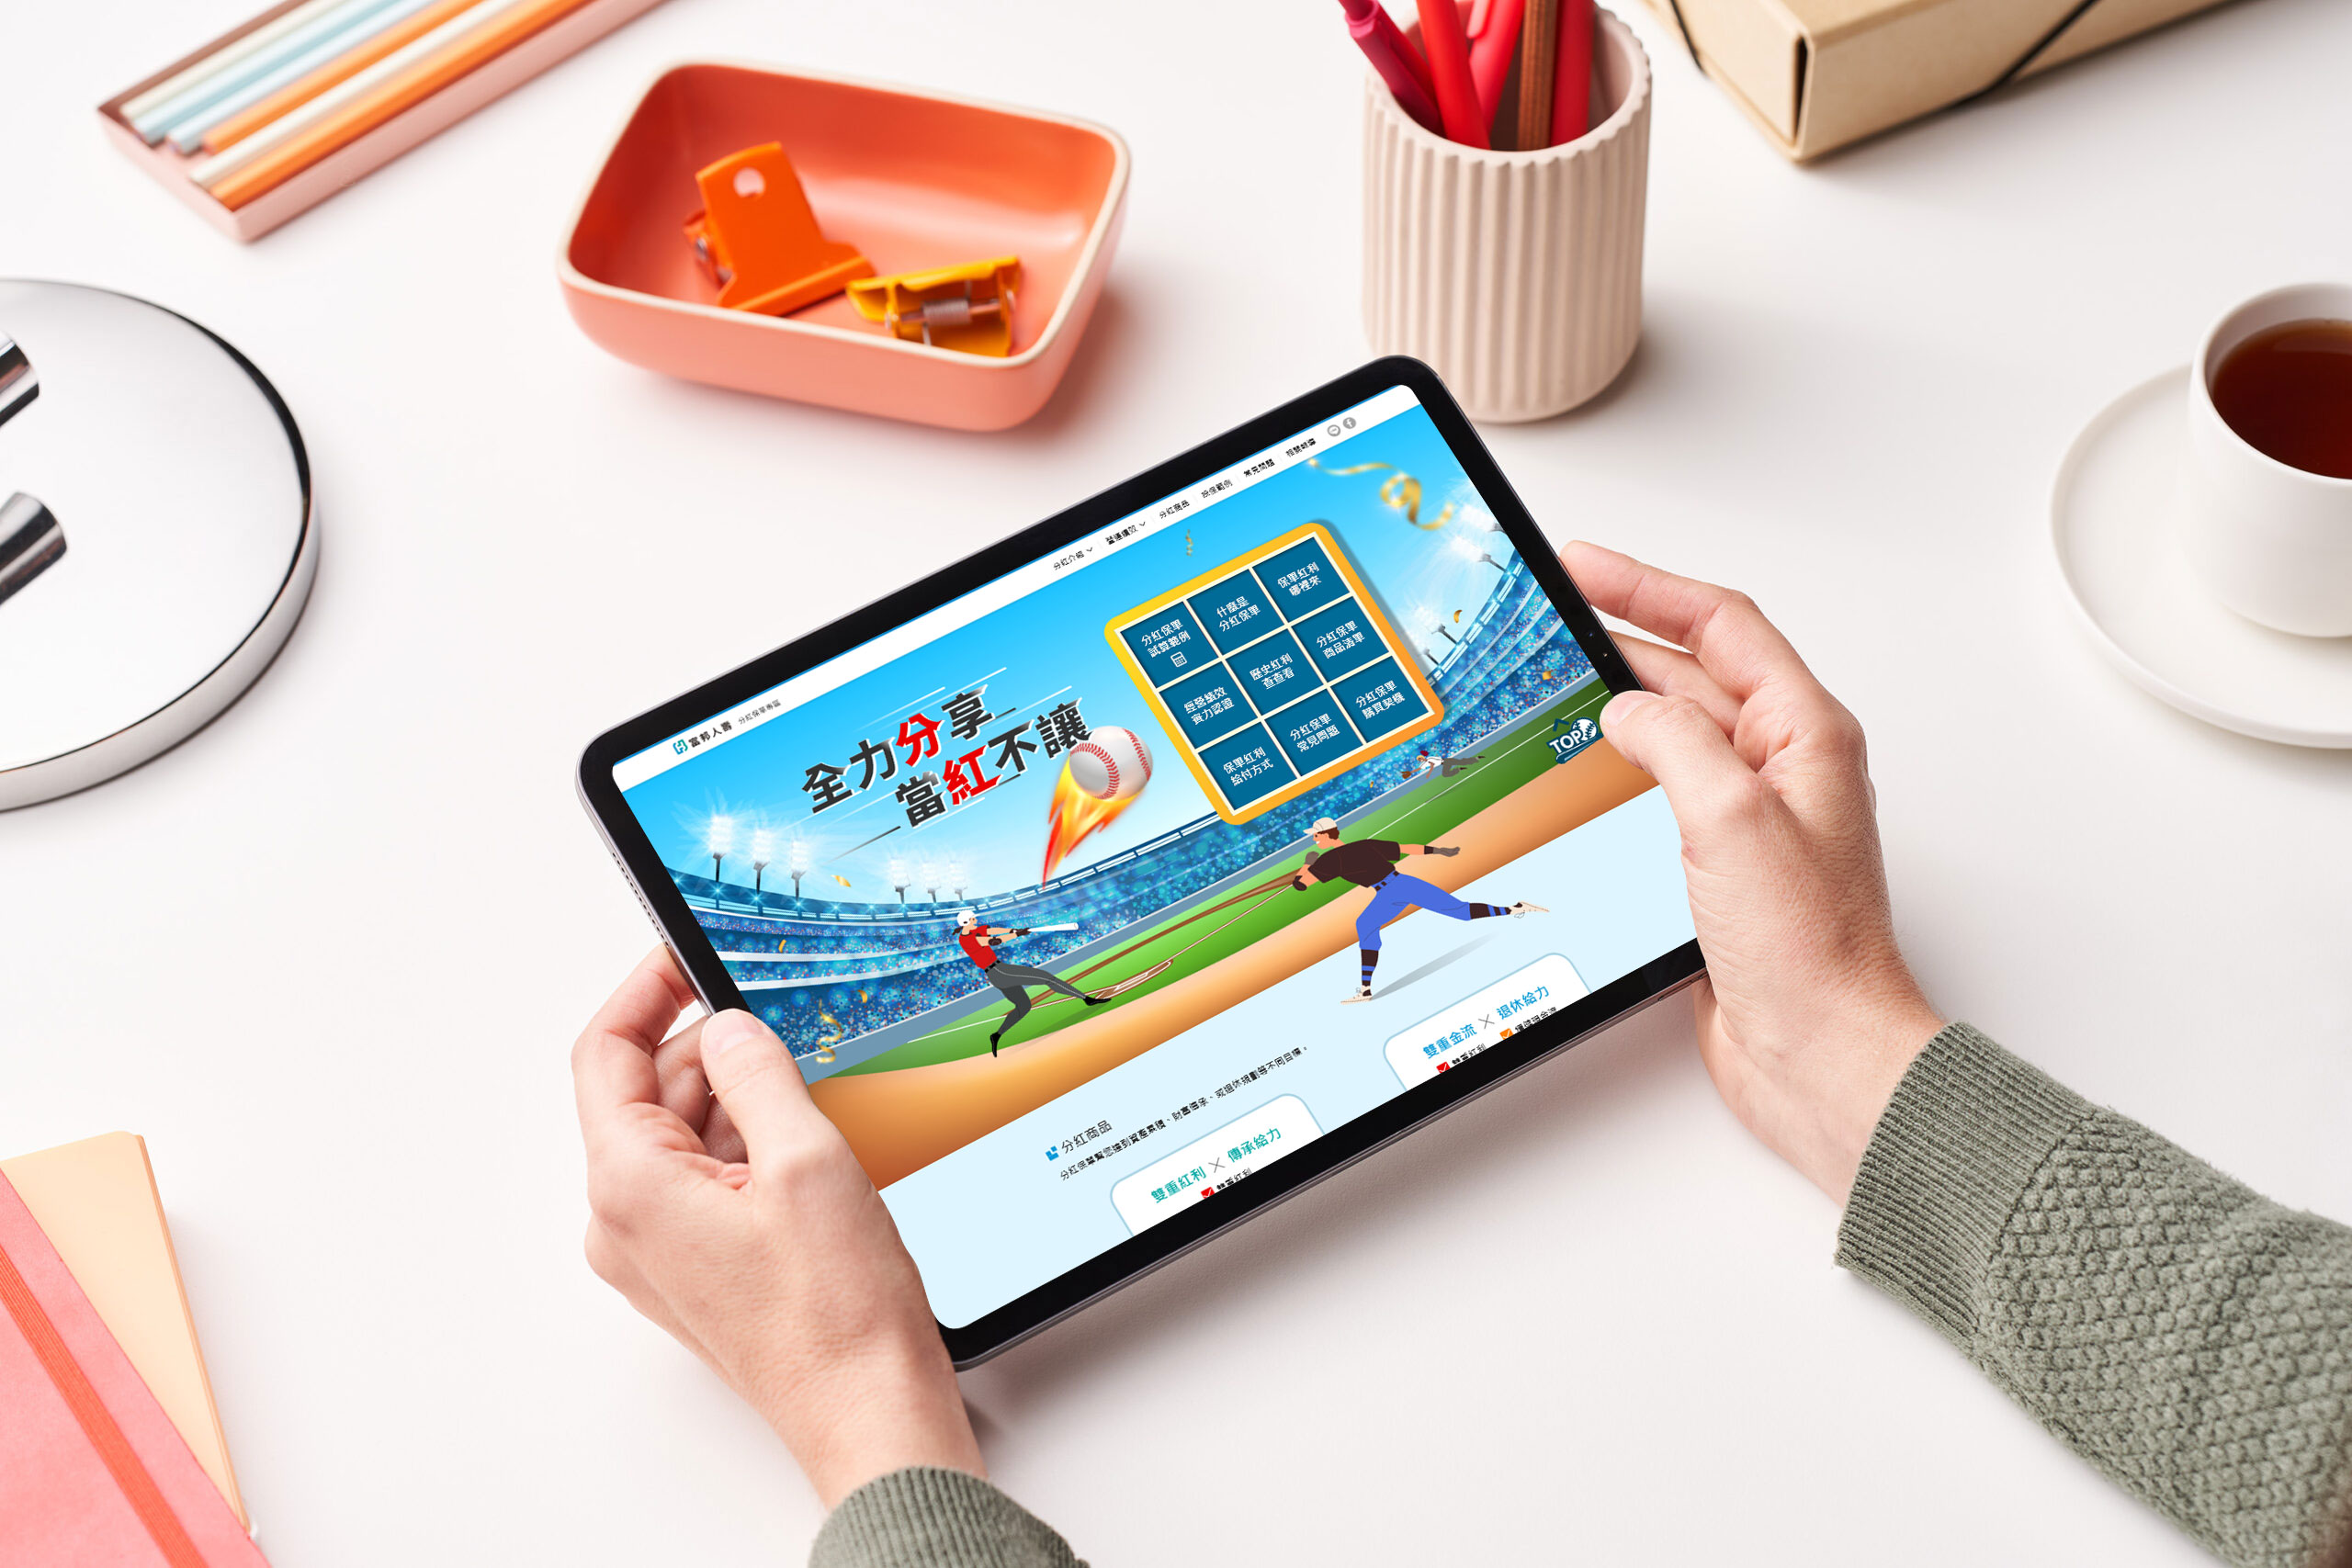 富邦人壽 分紅保單專區
分紅介紹
營運績效
分紅商品
投保範例
常見問題
相關報導
全力分享
當紅不讓
分紅保單
試算範例
什麼是
分紅保單
保單紅利
哪裡來
經營績效
實力認證
歷史紅利
查查看
分紅保單
商品清單
保單紅利
給付方式
分紅保單
常見問題
分紅保單
購買契機
TOP
分紅商品
分紅保單幫您達到資產累積、財富傳承、或退休規劃等不同目標。
雙重紅利 × 傳承給力
雙重紅利
雙重金流 × 退休給力
雙重紅利